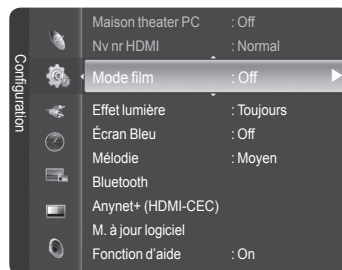 Configuration
Maison theater PC : Off
Nv nr HDMI : Normal
Mode film : Off
Effet lumière : Toujours
Écran Bleu : Off
Mélodie : Moyen
Bluetooth
Anynet+ (HDMI-CEC)
M. à jour logiciel
Fonction d'aide : On